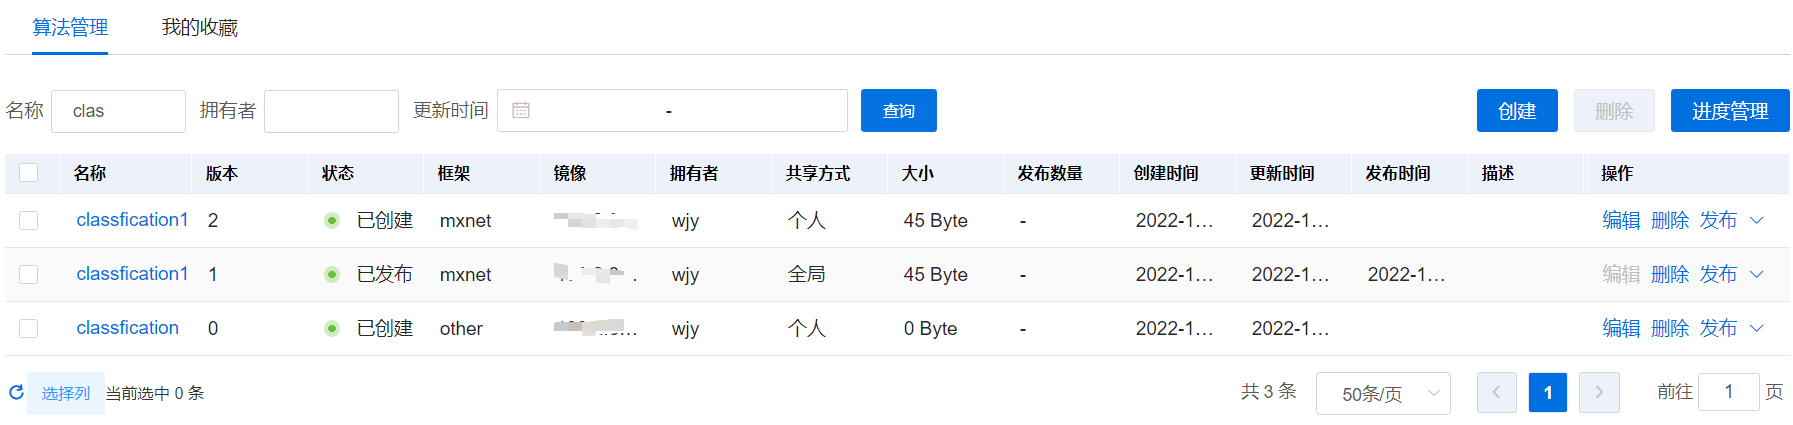 算法管理 我的收藏
名称 clas 拥有者 更新时间 - 查询 创建 删除 进度管理
名称 版本 状态 框架 镜像 拥有者 共享方式 大小 发布数量 创建时间 更新时间 发布时间 描述 操作
classfication1 2 已创建 mxnet wjy 个人 45 Byte - 2022-1... 2022-1... 编辑 删除 发布
classfication1 1 已发布 mxnet wjy 全局 45 Byte - 2022-1... 2022-1... 2022-1... 编辑 删除 发布
classfication 0 已创建 other wjy 个人 0 Byte - 2022-1... 2022-1... 编辑 删除 发布
选择列 当前选中 0 条 共 3 条 50条/页 1 前往 1 页